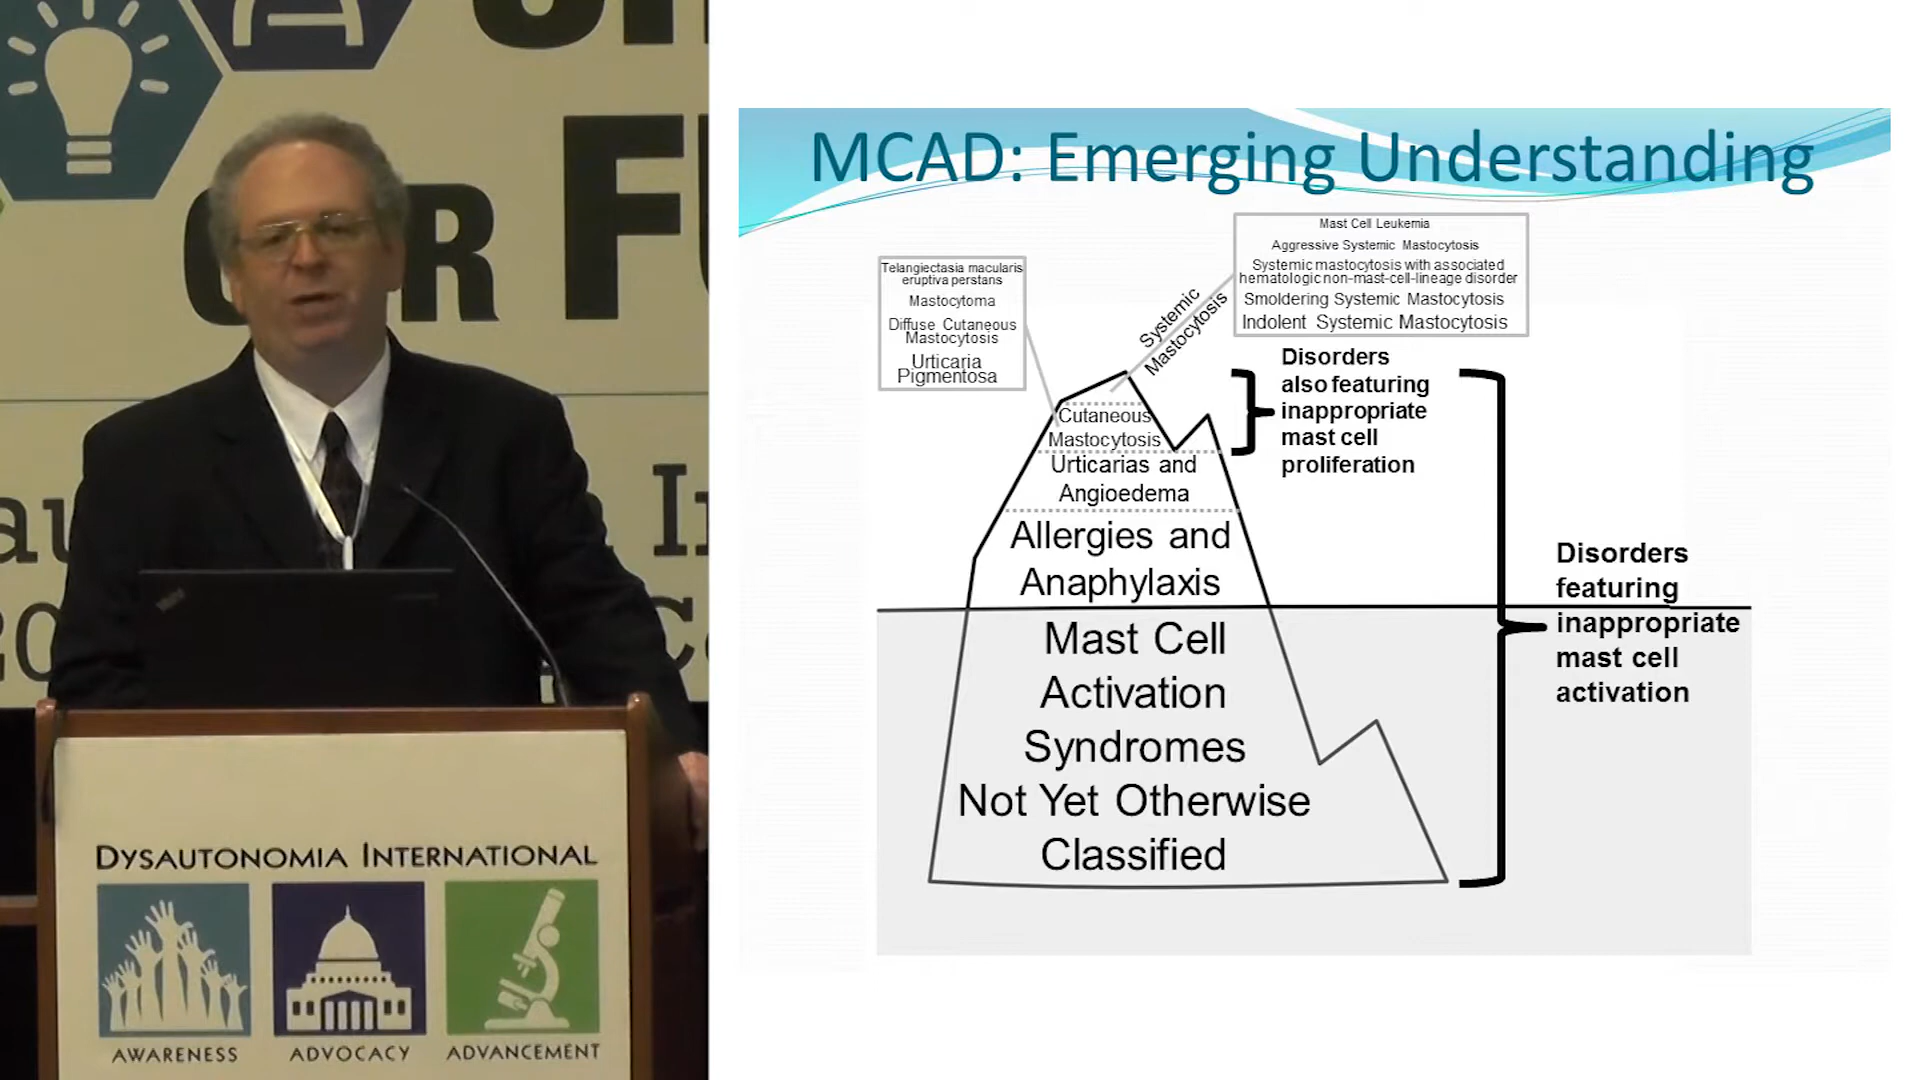 OR F
DYSAUTONOMIA INTERNATIONAL
AWARENESS
ADVOCACY
ADVANCEMENT
MCAD: Emerging Understanding
Telangiectasia macularis
eruptiva perstans
Mastocytoma
Diffuse Cutaneous
Mastocytosis
Urticaria
Pigmentosa
Systemic
Mastocytosis
Mast Cell Leukemia
Aggressive Systemic Mastocytosis
Systemic mastocytosis with associated
hematologic non-mast-cell-lineage disorder
Smoldering Systemic Mastocytosis
Indolent Systemic Mastocytosis
Disorders
also featuring
inappropriate
mast cell
proliferation
Cutaneous
Mastocytosis
Urticarias and
Angioedema
Allergies and
Anaphylaxis
Mast Cell
Activation
Syndromes
Not Yet Otherwise
Classified
Disorders
featuring
inappropriate
mast cell
activation